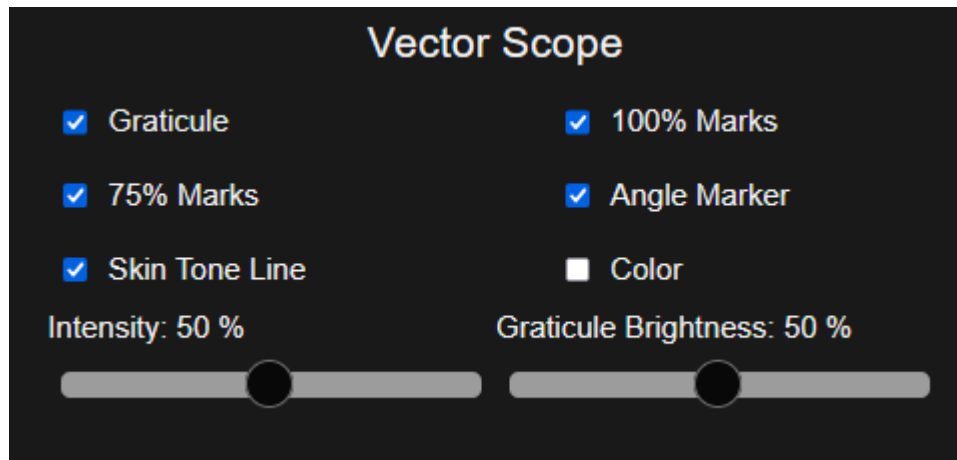 Vector Scope
Graticule
100% Marks
75% Marks
Angle Marker
Skin Tone Line
Color
Intensity: 50 %
Graticule Brightness: 50 %